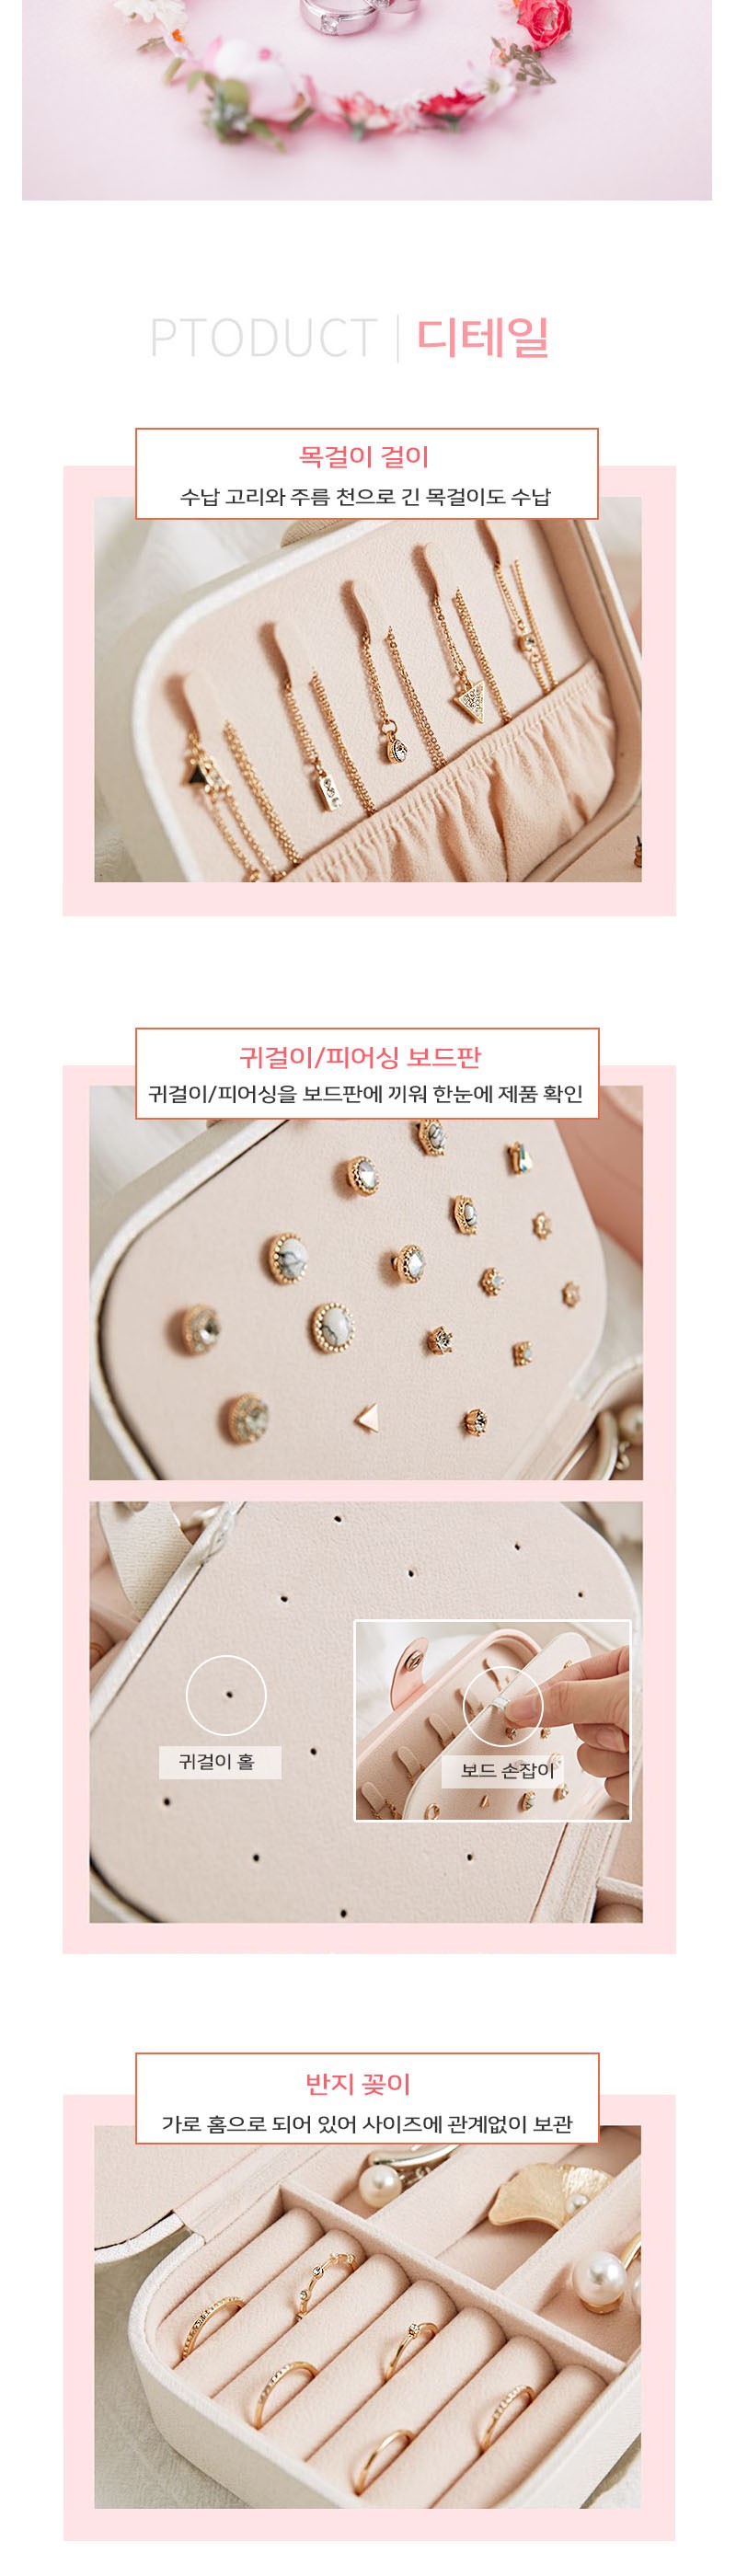 PTODUCT | 디테일
목걸이 걸이
수납 고리와 주름 천으로 긴 목걸이도 수납
귀걸이/피어싱 보드판
귀걸이/피어싱을 보드판에 끼워 한눈에 제품 확인
귀걸이 홀
보드 손잡이
반지 꽂이
가로 홈으로 되어 있어 사이즈에 관계없이 보관